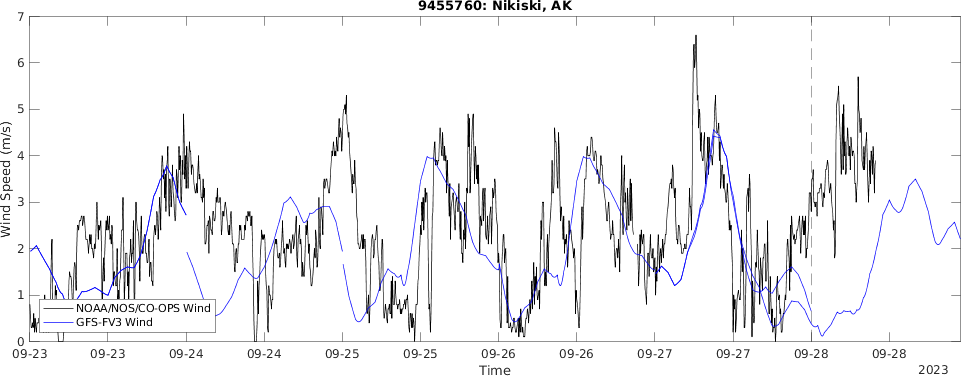 9455760: Nikiski, AK
Wind Speed (m/s)
7
6
5
4
3
2
1
0
NOAA/NOS/CO-OPS Wind
GFS-FV3 Wind
09-23 09-23 09-24 09-24 09-25 09-25 09-26 09-26 09-27 09-27 09-28 09-28
Time
2023